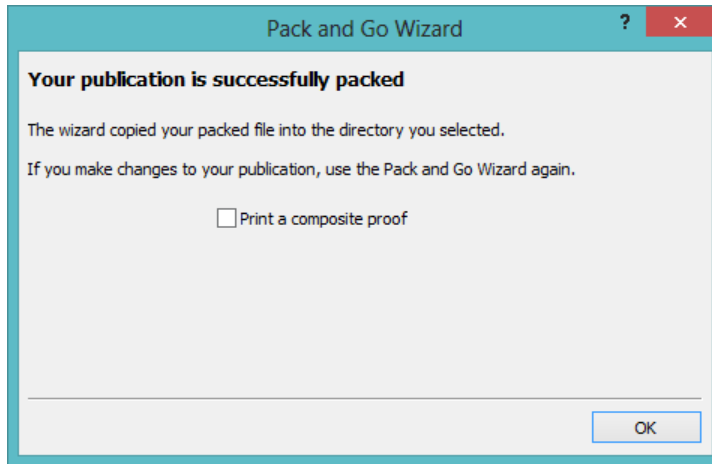 Pack and Go Wizard
?
Your publication is successfully packed
The wizard copied your packed file into the directory you selected.
If you make changes to your publication, use the Pack and Go Wizard again.
Print a composite proof
OK